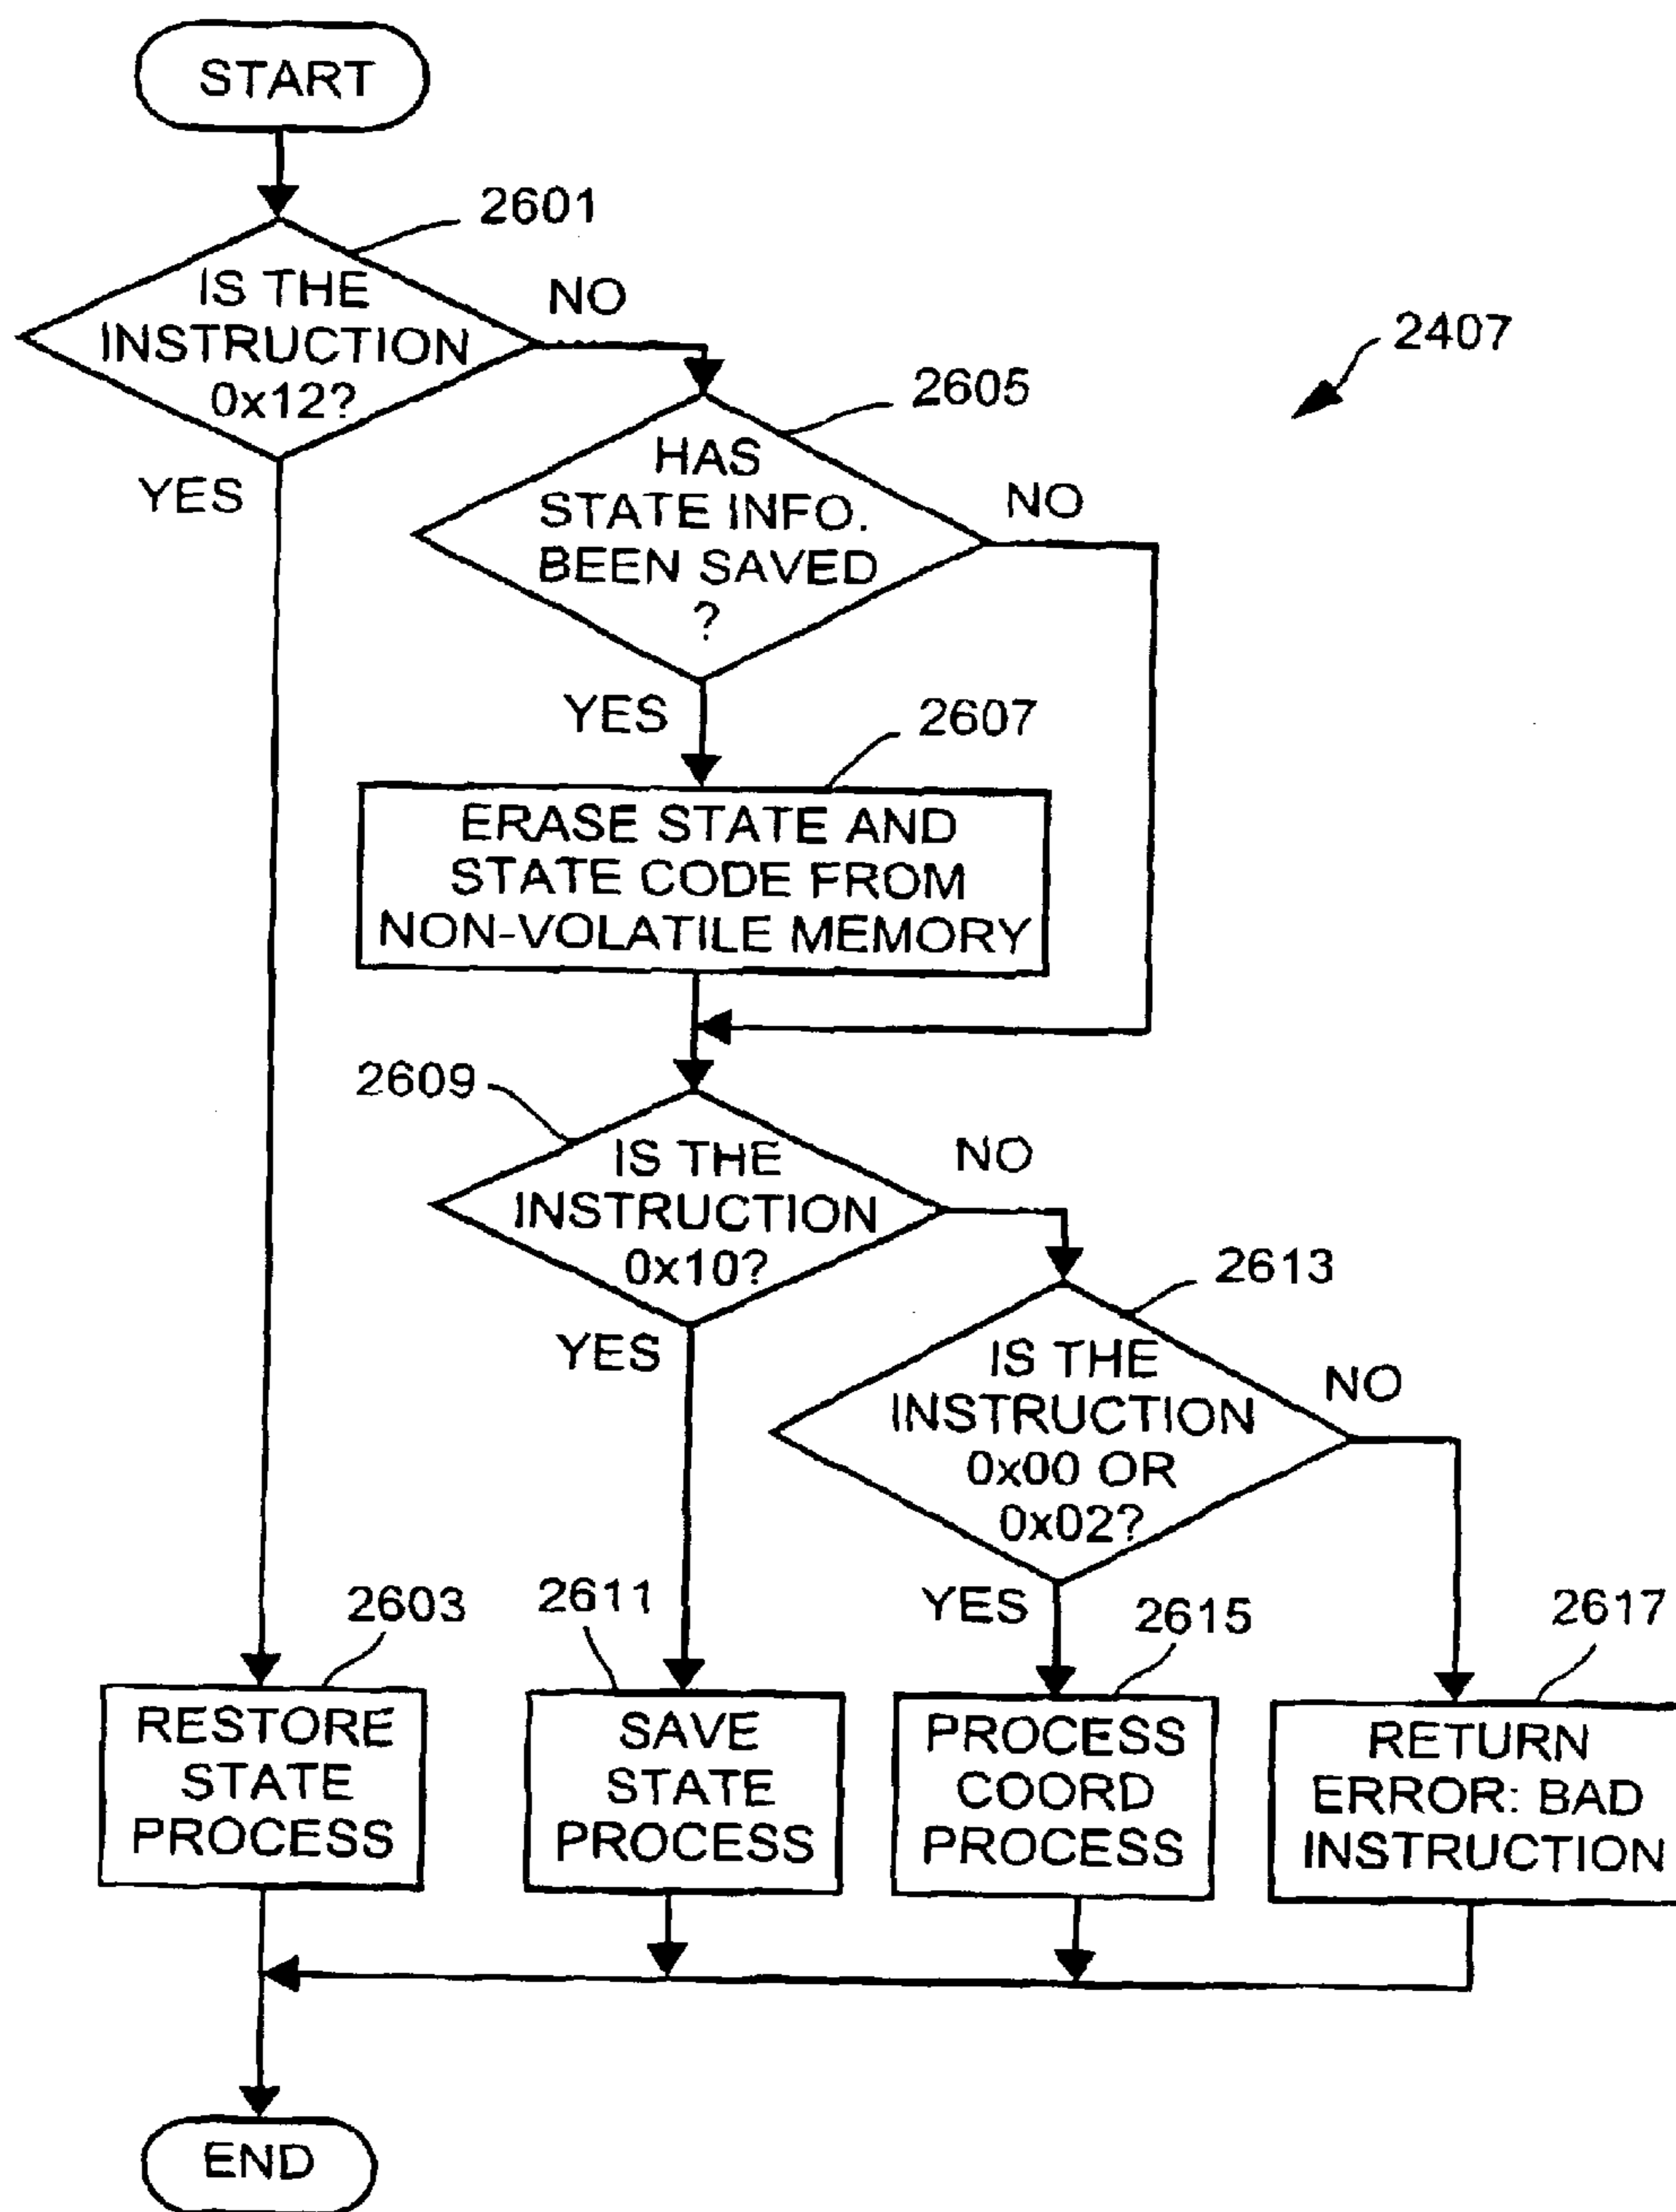 START
2601
IS THE
INSTRUCTION
0x12?
NO
YES
2407
2605
HAS
STATE INFO.
BEEN SAVED
?
NO
YES
2607
ERASE STATE AND
STATE CODE FROM
NON-VOLATILE MEMORY
2609
IS THE
INSTRUCTION
0x10?
NO
YES
2613
IS THE
INSTRUCTION
0x00 OR
0x02?
NO
YES
2603
RESTORE
STATE
PROCESS
2611
SAVE
STATE
PROCESS
2615
PROCESS
COORD
PROCESS
2617
RETURN
ERROR: BAD
INSTRUCTION
END